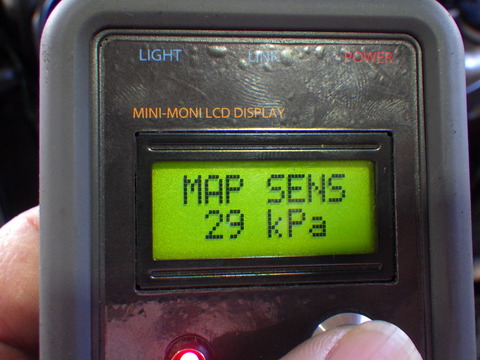 LIGHT LINK POWER
MINI-MONI LCD DISPLAY
MAP SENS
29 kPa